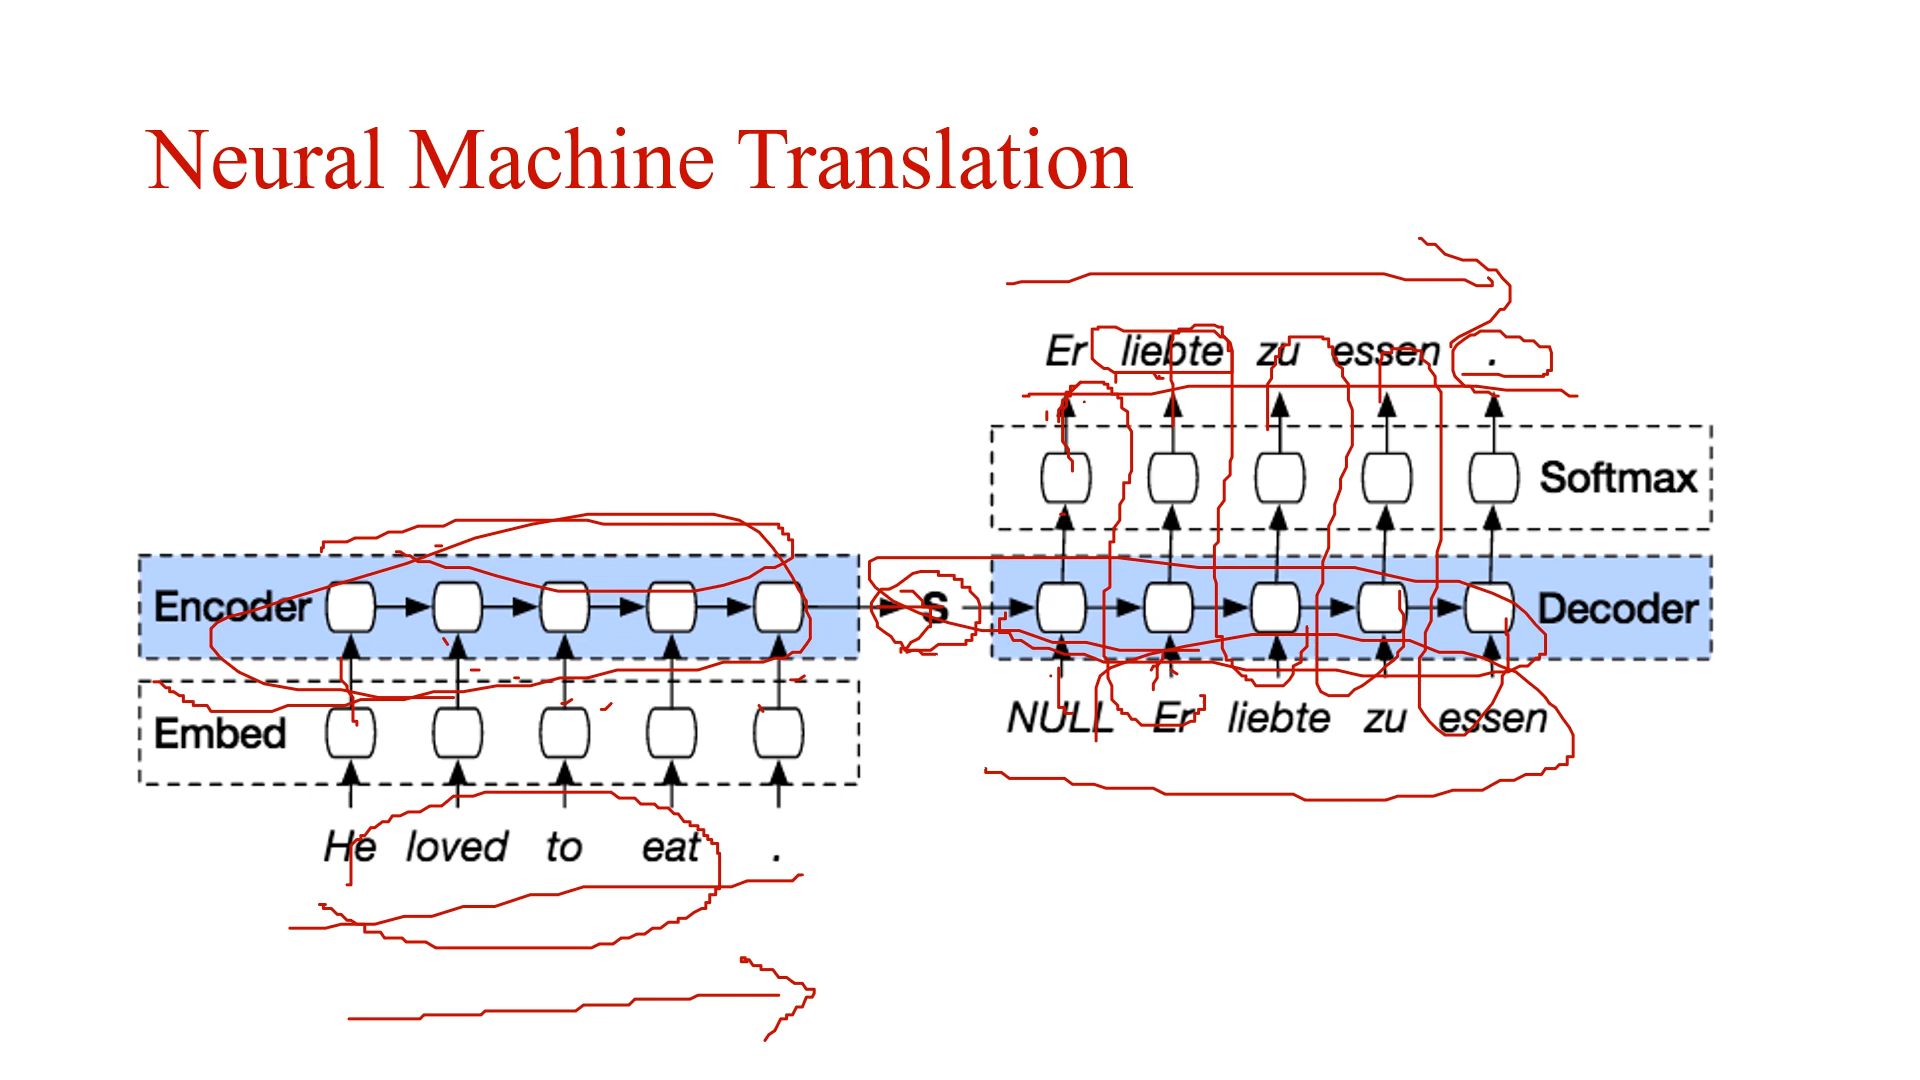 Neural Machine Translation
Er liebte zu essen .
Softmax
Encoder
S
Decoder
Embed
NULL Er liebte zu essen
He loved to eat .